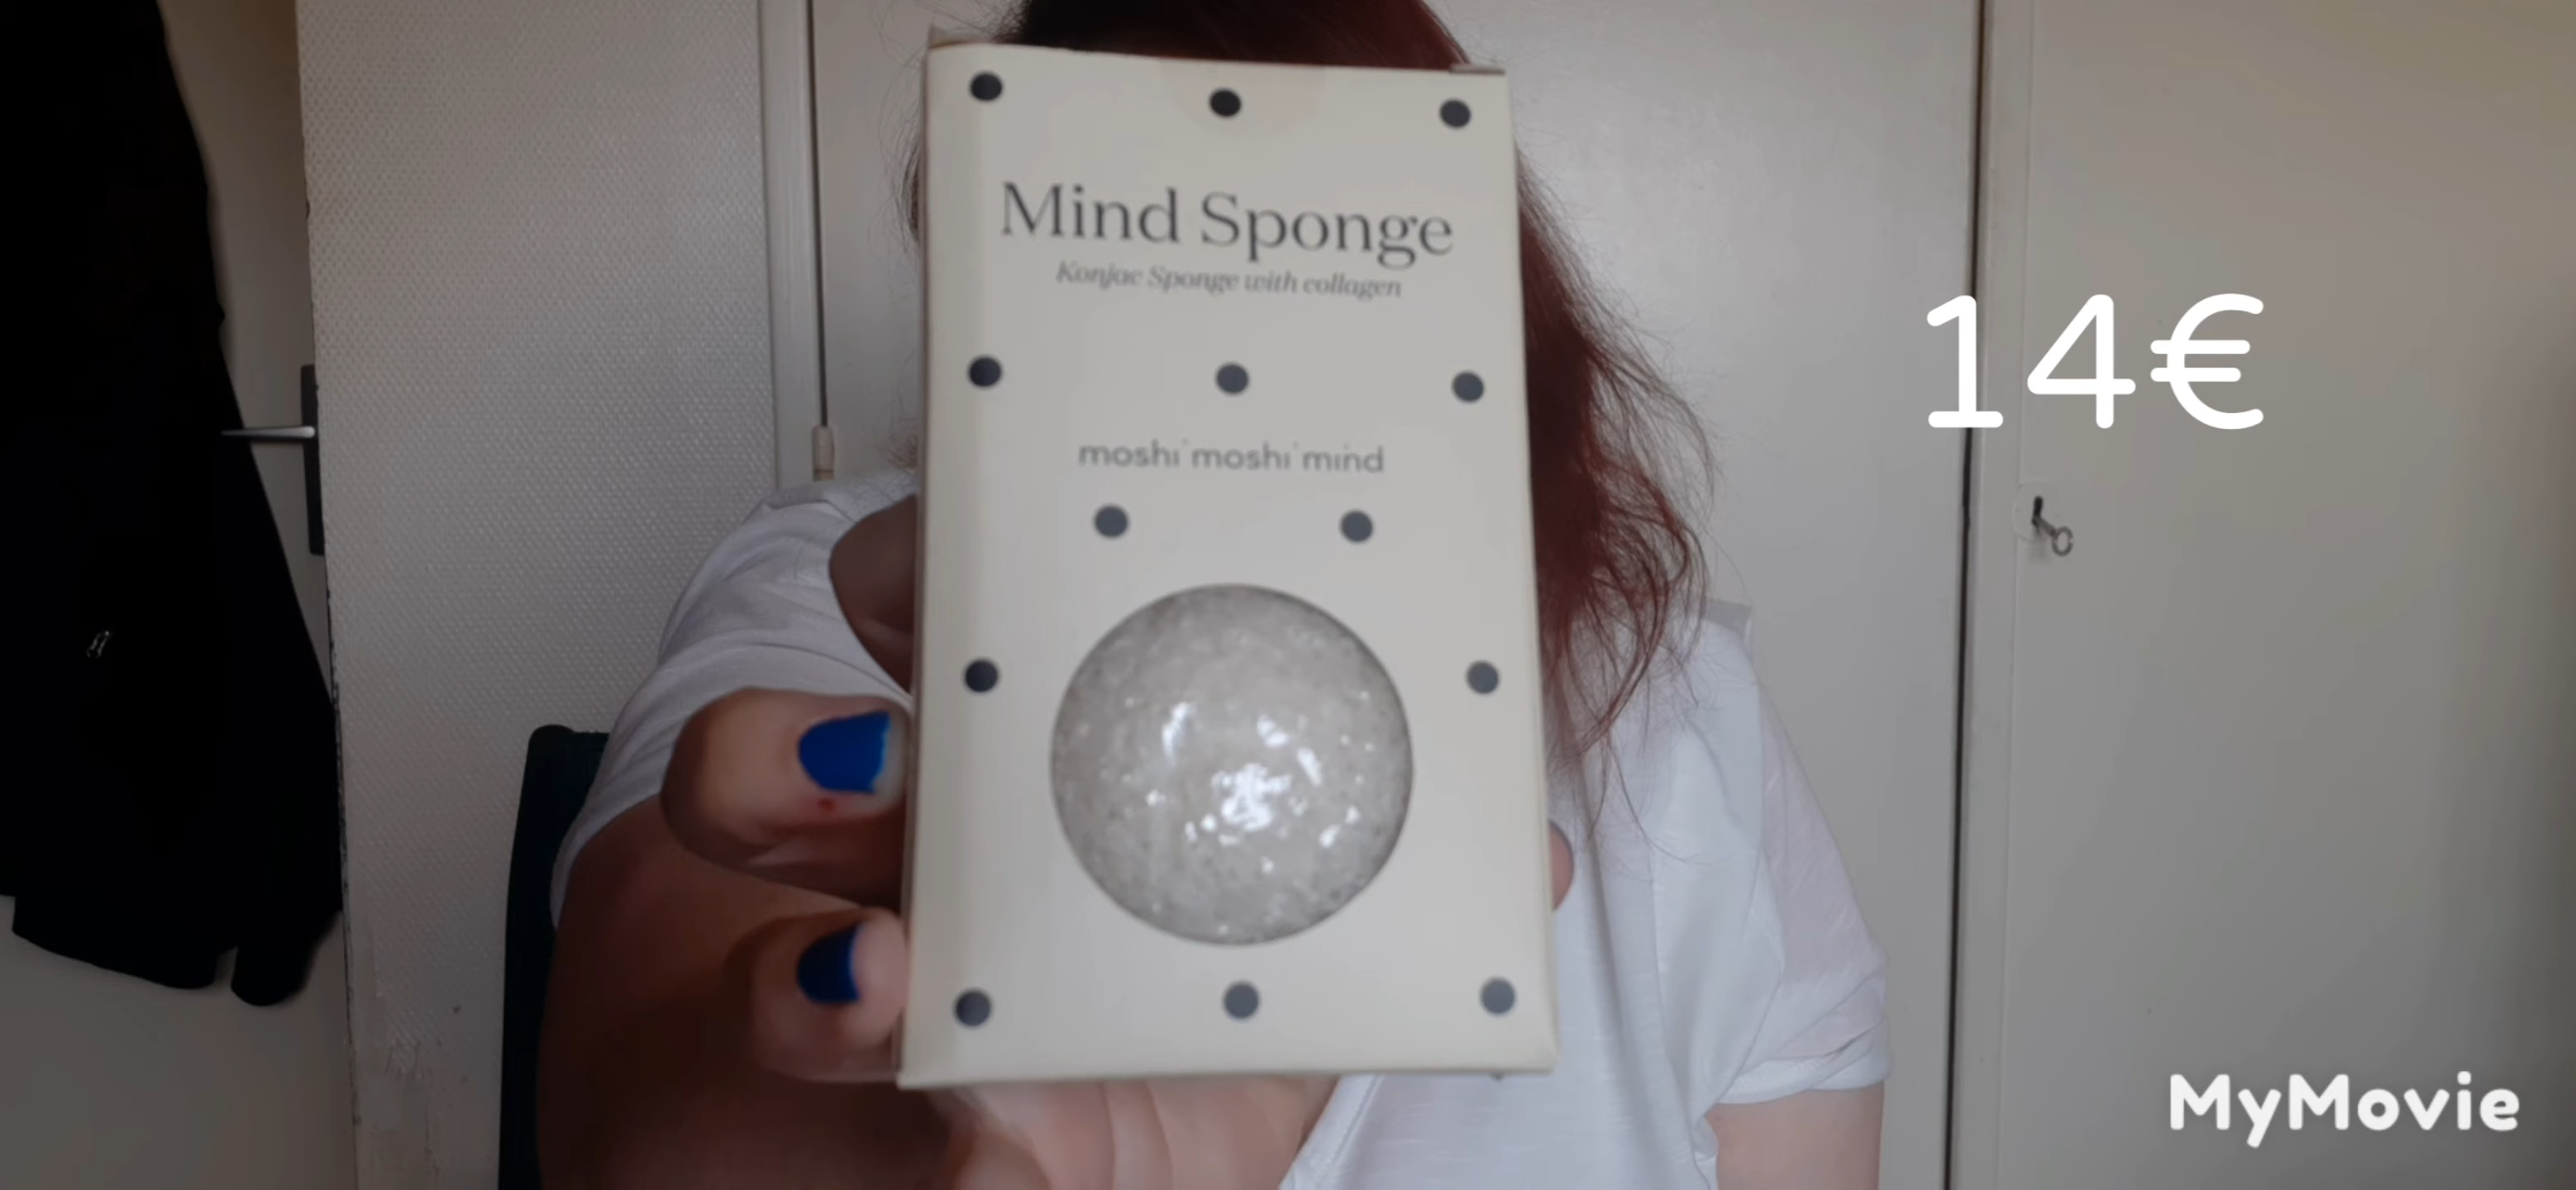 Mind Sponge
Konjac Sponge with collagen
moshi moshi mind
14€
MyMovie